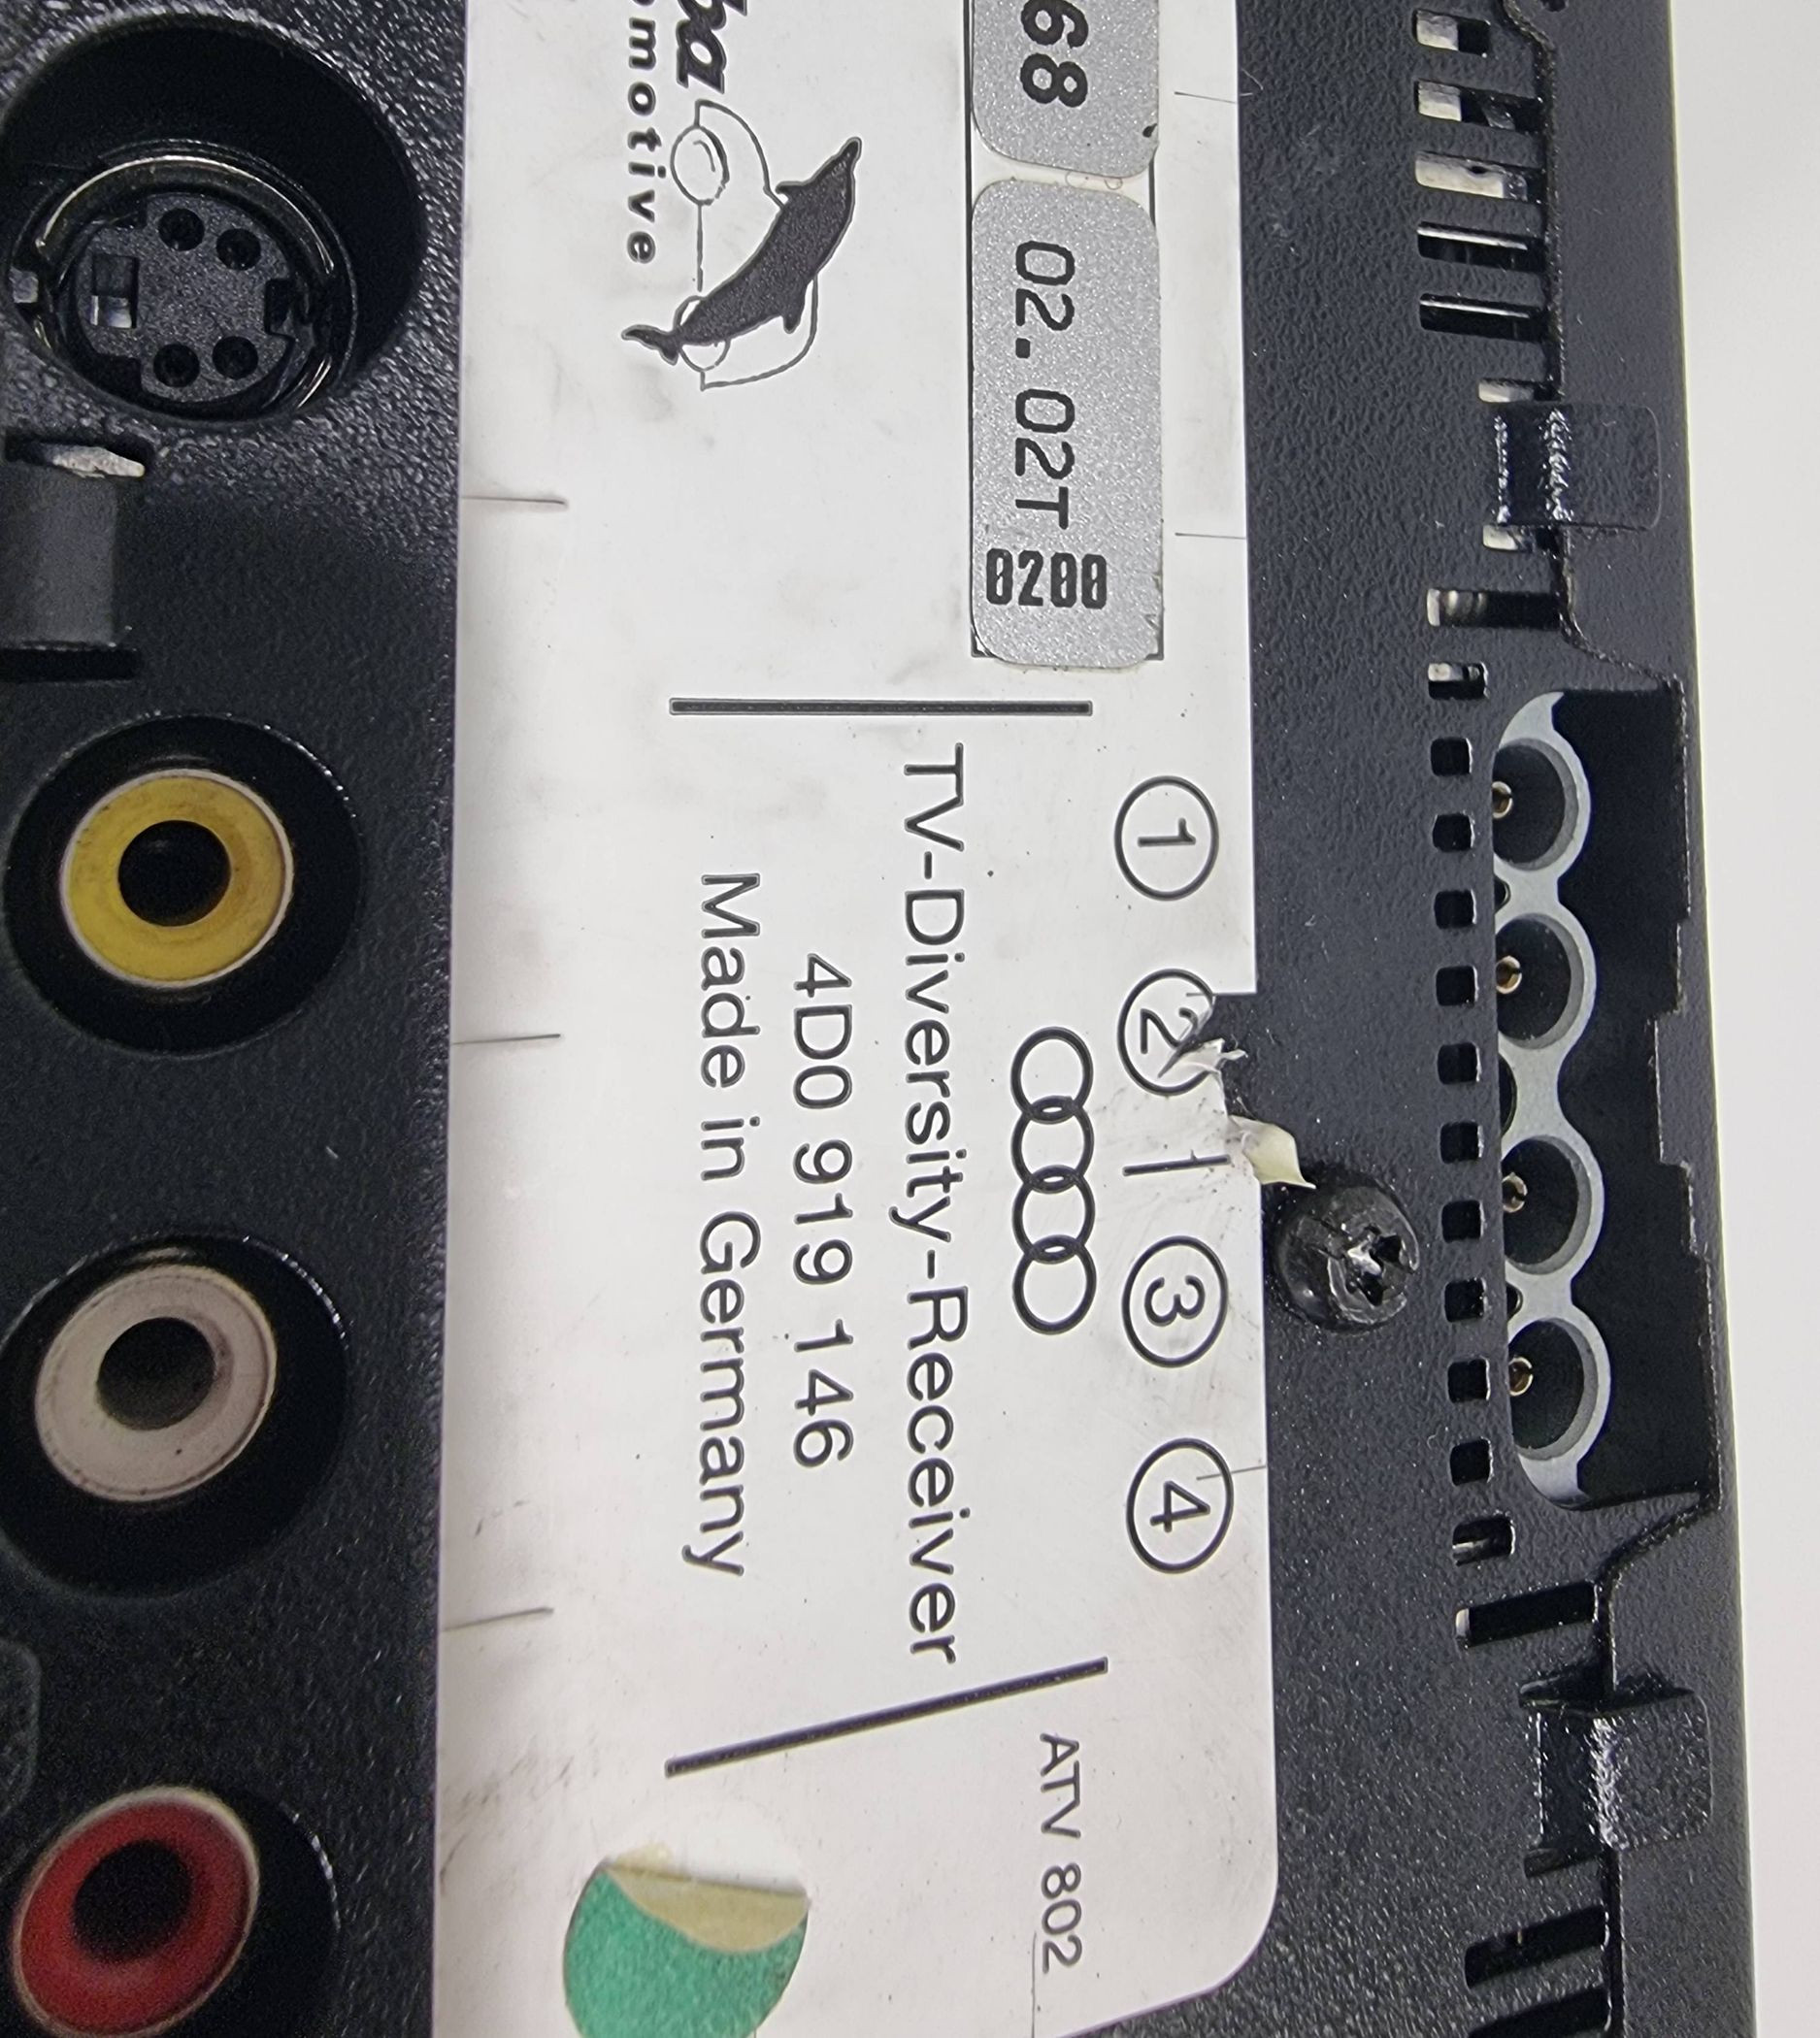 68
02.02T
0200
ba
motive
① ② | ③ ④
TV-Diversity-Receiver
4D0 919 146
Made in Germany
ATV 802